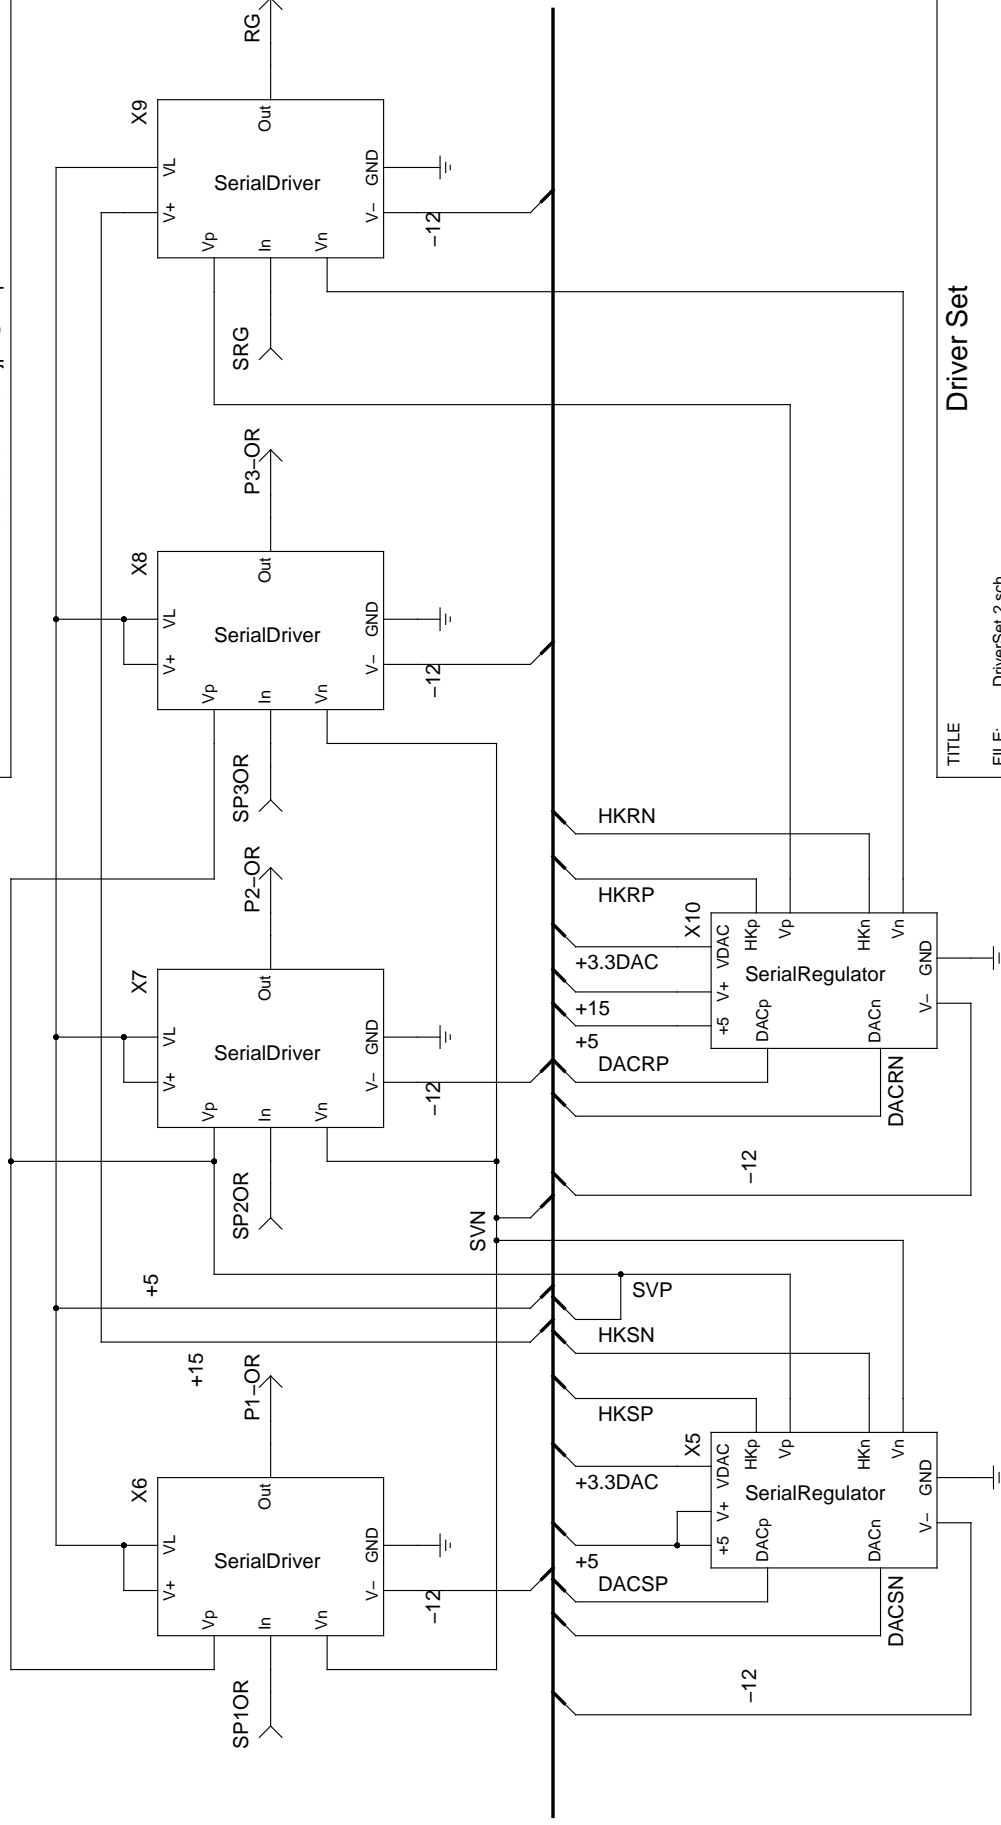 X6
VL
V+
SerialDriver
Vp
In
Vn
Out
GND
V−
−12
SP1OR
P1−OR
+15
+5
X7
VL
V+
SerialDriver
Vp
In
Vn
Out
GND
V−
−12
SP2OR
P2−OR
SVN
X8
VL
V+
SerialDriver
Vp
In
Vn
Out
GND
V−
−12
SP3OR
P3−OR
X9
VL
V+
SerialDriver
Vp
In
Vn
Out
GND
V−
−12
SRG
RG
−12
DACSN
DACSP
+5
+3.3DAC
HKSP
HKSN
SVP
X5
+5
V+
VDAC
DACp
HKp
Vp
SerialRegulator
DACn
HKn
Vn
V−
GND
−12
DACRN
DACRP
+5
+15
+3.3DAC
HKRP
HKRN
X10
+5
V+
VDAC
DACp
HKp
Vp
SerialRegulator
DACn
HKn
Vn
V−
GND
TITLE
Driver Set
FILE: DriverSet.2.sch